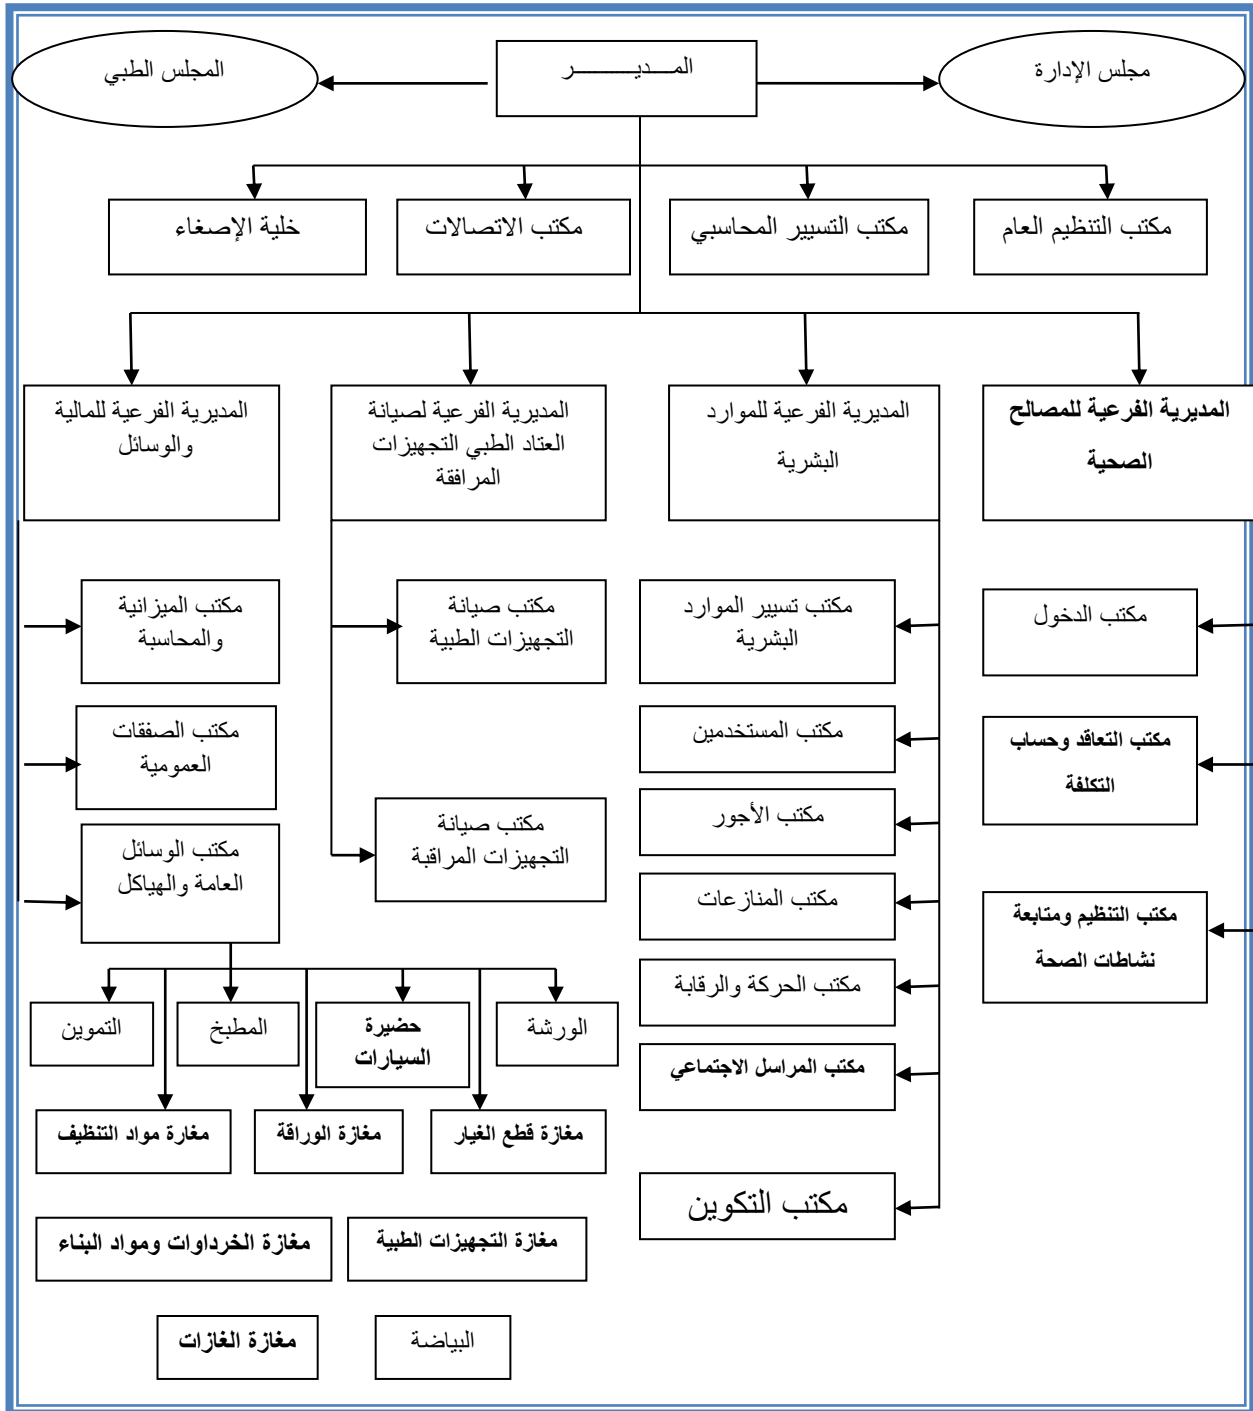 مجلس الإدارة
المـــديـــــــــر
المجلس الطبي
مكتب التنظيم العام
مكتب التسيير المحاسبي
مكتب الاتصالات
خلية الإصغاء
المديرية الفرعية للمصالح
الصحية
المديرية الفرعية للموارد
البشرية
المديرية الفرعية لصيانة
العتاد الطبي التجهيزات
المرافقة
المديرية الفرعية للمالية
والوسائل
مكتب الدخول
مكتب التعاقد وحساب
التكلفة
مكتب التنظيم ومتابعة
نشاطات الصحة
مكتب تسيير الموارد
البشرية
مكتب المستخدمين
مكتب الأجور
مكتب المنازعات
مكتب الحركة والرقابة
مكتب المراسل الاجتماعي
مكتب التكوين
مكتب صيانة
التجهيزات الطبية
مكتب صيانة
التجهيزات المراقبة
مكتب الميزانية
والمحاسبة
مكتب الصفقات
العمومية
مكتب الوسائل
العامة والهياكل
الورشة
حضيرة
السيارات
المطبخ
التموين
مغازة قطع الغيار
مغازة الوراقة
مغارة مواد التنظيف
مغازة التجهيزات الطبية
مغازة الخرداوات ومواد البناء
البياضة
مغازة الغازات